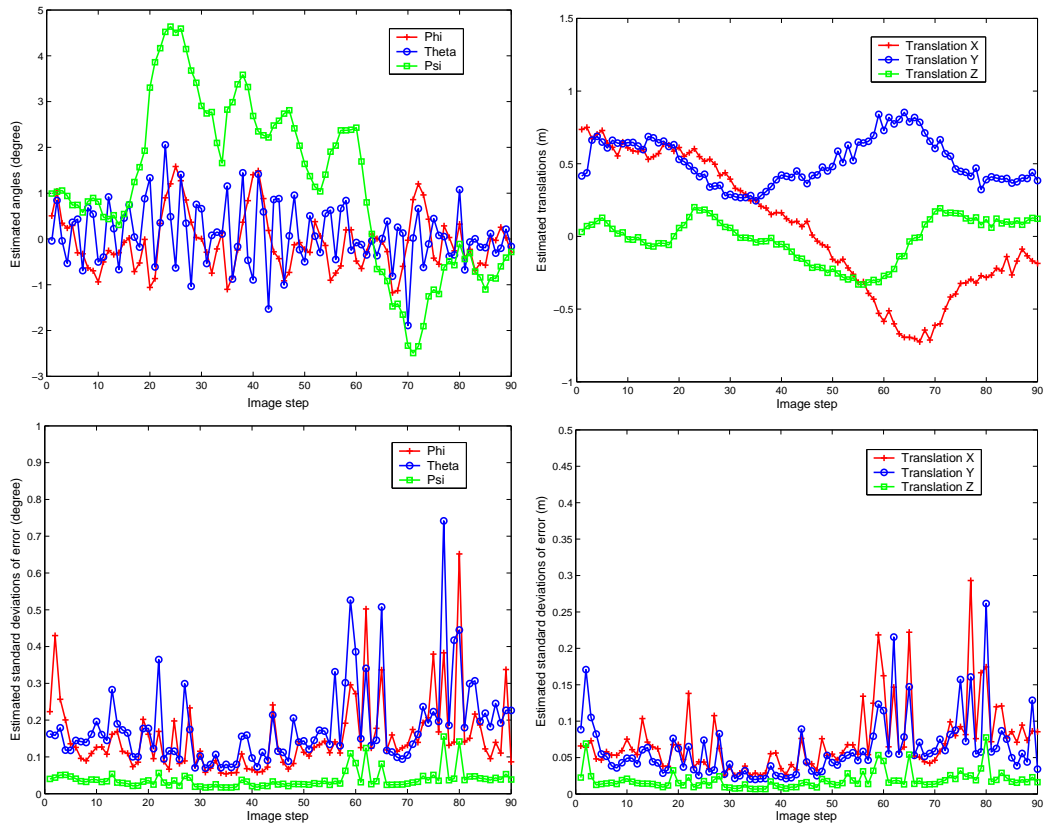 5
4
3
2
1
0
−1
−2
−3
Estimated angles (degree)
Phi
Theta
Psi
0 10 20 30 40 50 60 70 80 90
Image step
1.5
1
0.5
0
−0.5
−1
Estimated translations (m)
Translation X
Translation Y
Translation Z
0 10 20 30 40 50 60 70 80 90
Image step
1
0.9
0.8
0.7
0.6
0.5
0.4
0.3
0.2
0.1
0
Estimated standard deviations of error (degree)
Phi
Theta
Psi
0 10 20 30 40 50 60 70 80 90
Image step
0.5
0.45
0.4
0.35
0.3
0.25
0.2
0.15
0.1
0.05
0
Estimated standard deviations of error (m)
Translation X
Translation Y
Translation Z
0 10 20 30 40 50 60 70 80 90
Image step